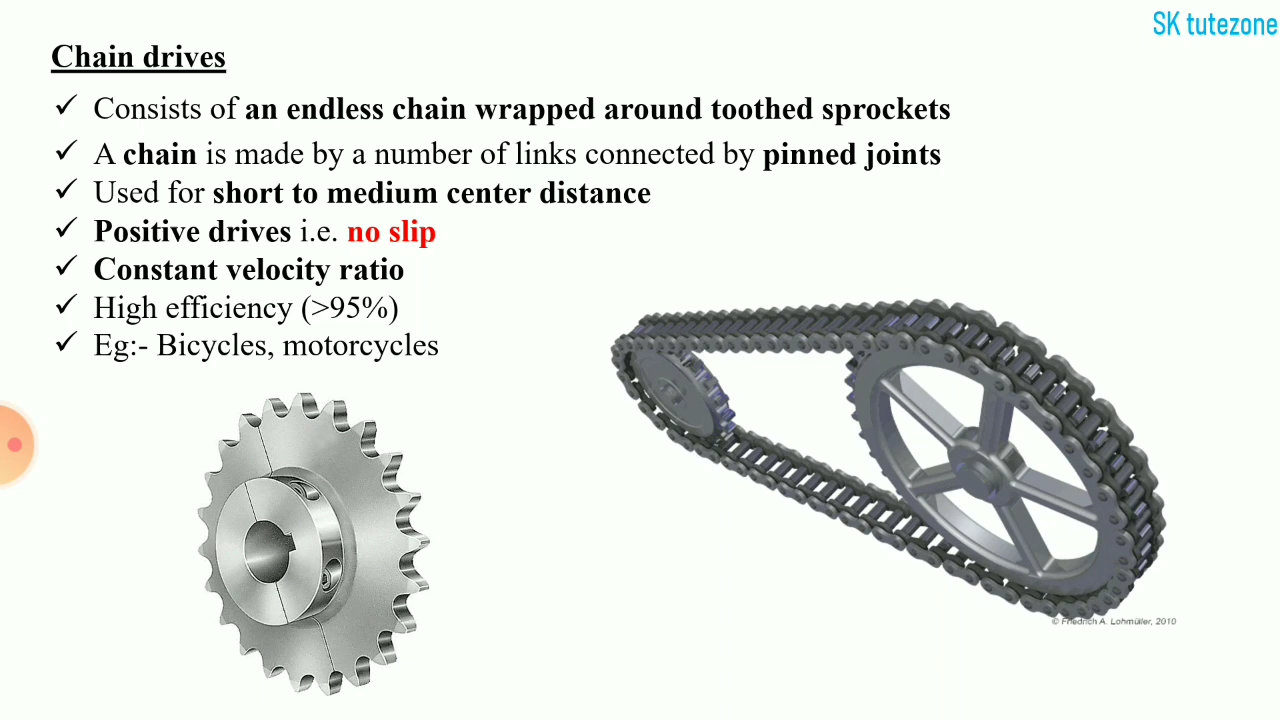 SK tutezone
Chain drives
✓ Consists of an endless chain wrapped around toothed sprockets
✓ A chain is made by a number of links connected by pinned joints
✓ Used for short to medium center distance
✓ Positive drives i.e. no slip
✓ Constant velocity ratio
✓ High efficiency (>95%)
✓ Eg:- Bicycles, motorcycles
© Friedrich A. Lohmüller, 2010